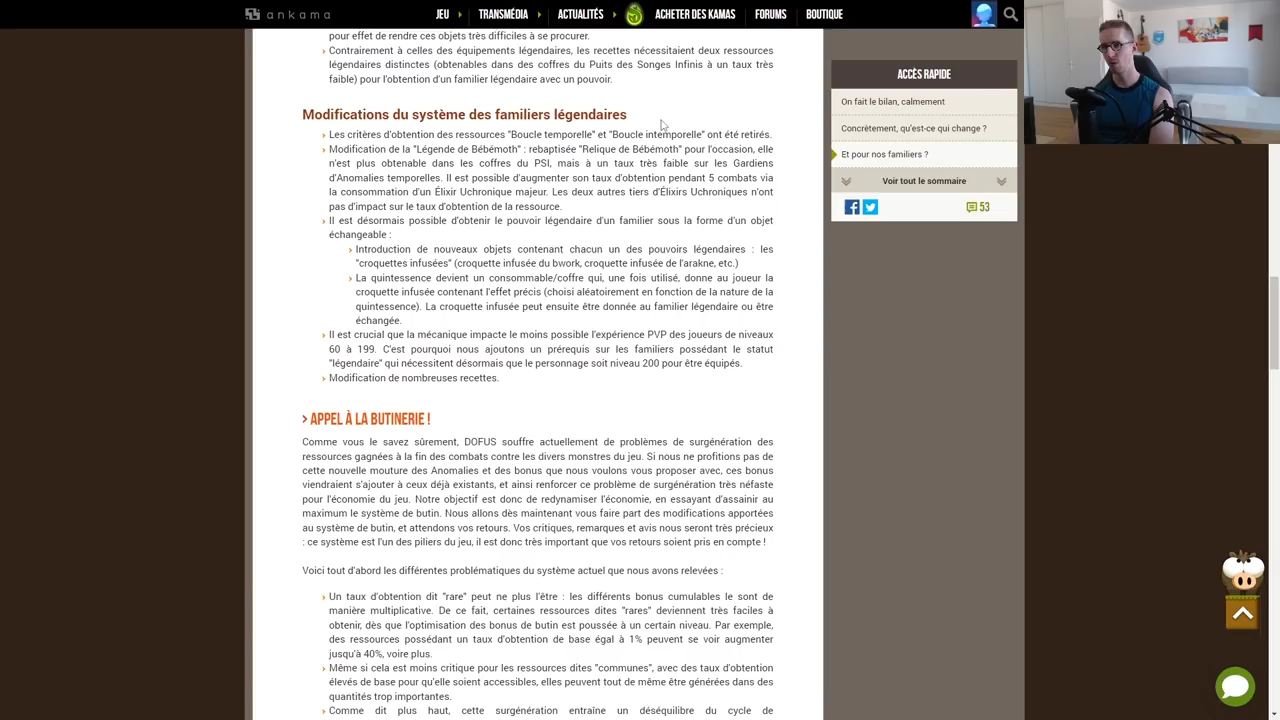 ankama
JEU TRANSMÉDIA ACTUALITÉS ACHETER DES KAMAS FORUMS BOUTIQUE
pour effet de rendre ces objets très difficiles à se procurer.
Contrairement à celles des équipements légendaires, les recettes nécessitaient deux ressources
légendaires distinctes (obtenables dans des coffres du Puits des Songes Infinis à un taux très
faible) pour l'obtention d'un familier légendaire avec un pouvoir.
Modifications du système des familiers légendaires
Les critères d'obtention des ressources "Boucle temporelle" et "Boucle intemporelle" ont été retirés.
Modification de la "Légende de Bébémoth" : rebaptisée "Relique de Bébémoth" pour l'occasion, elle
n'est plus obtenable dans les coffres du PSI, mais à un taux très faible sur les Gardiens
d'Anomalies temporelles. Il est possible d'augmenter son taux d'obtention pendant 5 combats via
la consommation d'un Élixir Uchronique majeur. Les deux autres tiers d'Élixirs Uchroniques n'ont
pas d'impact sur le taux d'obtention de la ressource.
Il est désormais possible d'obtenir le pouvoir légendaire d'un familier sous la forme d'un objet
échangeable :
Introduction de nouveaux objets contenant chacun un des pouvoirs légendaires : les
"croquettes infusées" (croquette infusée du bwork, croquette infusée de l'arakne, etc.)
La quintessence devient un consommable/coffre qui, une fois utilisé, donne au joueur la
croquette infusée contenant l'effet précis (choisi aléatoirement en fonction de la nature de la
quintessence). La croquette infusée peut ensuite être donnée au familier légendaire ou être
échangée.
Il est crucial que la mécanique impacte le moins possible l'expérience PVP des joueurs de niveaux
60 à 199. C'est pourquoi nous ajoutons un prérequis sur les familiers possédant le statut
"légendaire" qui nécessitent désormais que le personnage soit niveau 200 pour être équipés.
Modification de nombreuses recettes.
> APPEL À LA BUTINERIE !
Comme vous le savez sûrement, DOFUS souffre actuellement de problèmes de surgénération des
ressources gagnées à la fin des combats contre les divers monstres du jeu. Si nous ne profitions pas de
cette nouvelle mouture des Anomalies et des bonus que nous voulons vous proposer avec, ces bonus
viendraient s'ajouter à ceux déjà existants, et ainsi renforcer ce problème de surgénération très néfaste
pour l'économie du jeu. Notre objectif est donc de redynamiser l'économie, en essayant d'assainir au
maximum le système de butin. Nous allons dès maintenant vous faire part des modifications apportées
au système de butin, et attendons vos retours. Vos critiques, remarques et avis nous seront très précieux
: ce système est l'un des piliers du jeu, il est donc très important que vos retours soient pris en compte !
Voici tout d'abord les différentes problématiques du système actuel que nous avons relevées :
Un taux d'obtention dit "rare" peut ne plus l'être : les différents bonus cumulables le sont de
manière multiplicative. De ce fait, certaines ressources dites "rares" deviennent très faciles à
obtenir, dès que l'optimisation des bonus de butin est poussée à un certain niveau. Par exemple,
des ressources possédant un taux d'obtention de base égal à 1% peuvent se voir augmenter
jusqu'à 40%, voire plus.
Même si cela est moins critique pour les ressources dites "communes", avec des taux d'obtention
élevés de base pour qu'elle soient accessibles, elles peuvent tout de même être générées dans des
quantités trop importantes.
Comme dit plus haut, cette surgénération entraîne un déséquilibre du cycle de
ACCÈS RAPIDE
On fait le bilan, calmement
Concrètement, qu'est-ce qui change ?
Et pour nos familiers ?
Voir tout le sommaire
53